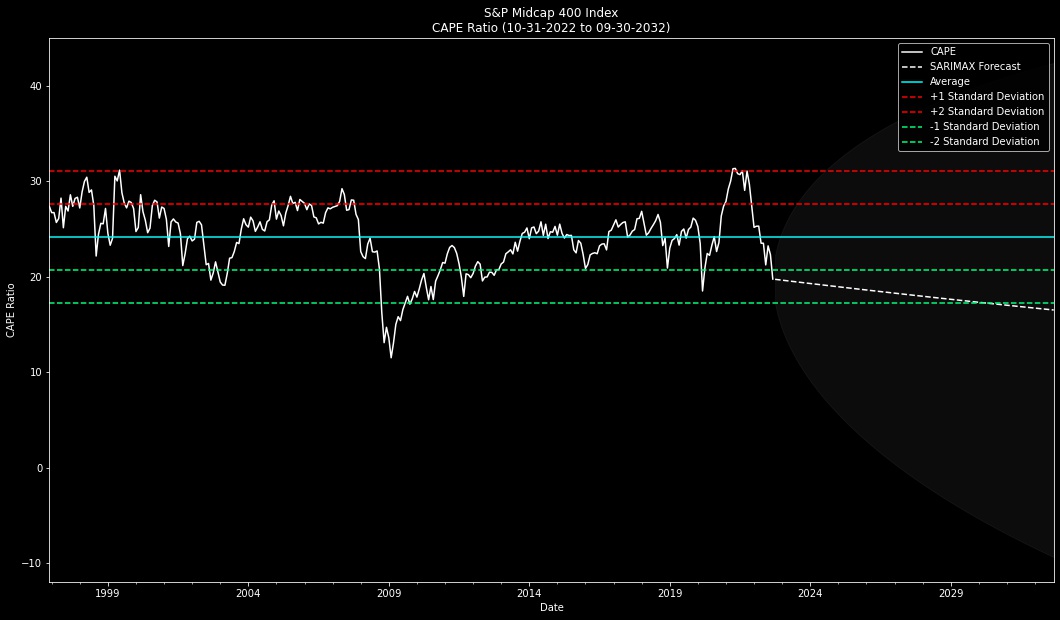 S&P Midcap 400 Index
CAPE Ratio (10-31-2022 to 09-30-2032)
CAPE
SARIMAX Forecast
Average
+1 Standard Deviation
+2 Standard Deviation
-1 Standard Deviation
-2 Standard Deviation
CAPE Ratio
40
30
20
10
0
−10
1999
2004
2009
2014
2019
2024
2029
Date